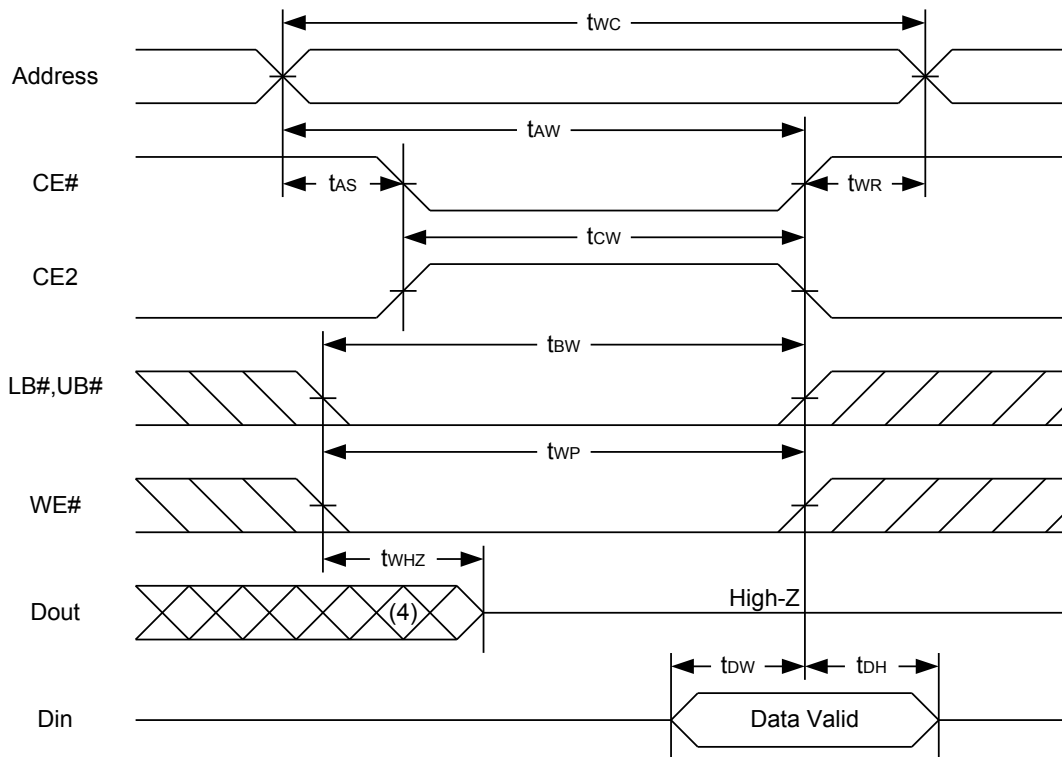 tWC
Address
tAW
CE#
tAS
tWR
tCW
CE2
tBW
LB#,UB#
tWP
WE#
tWHZ
Dout
(4)
High-Z
tDW
tDH
Din
Data Valid